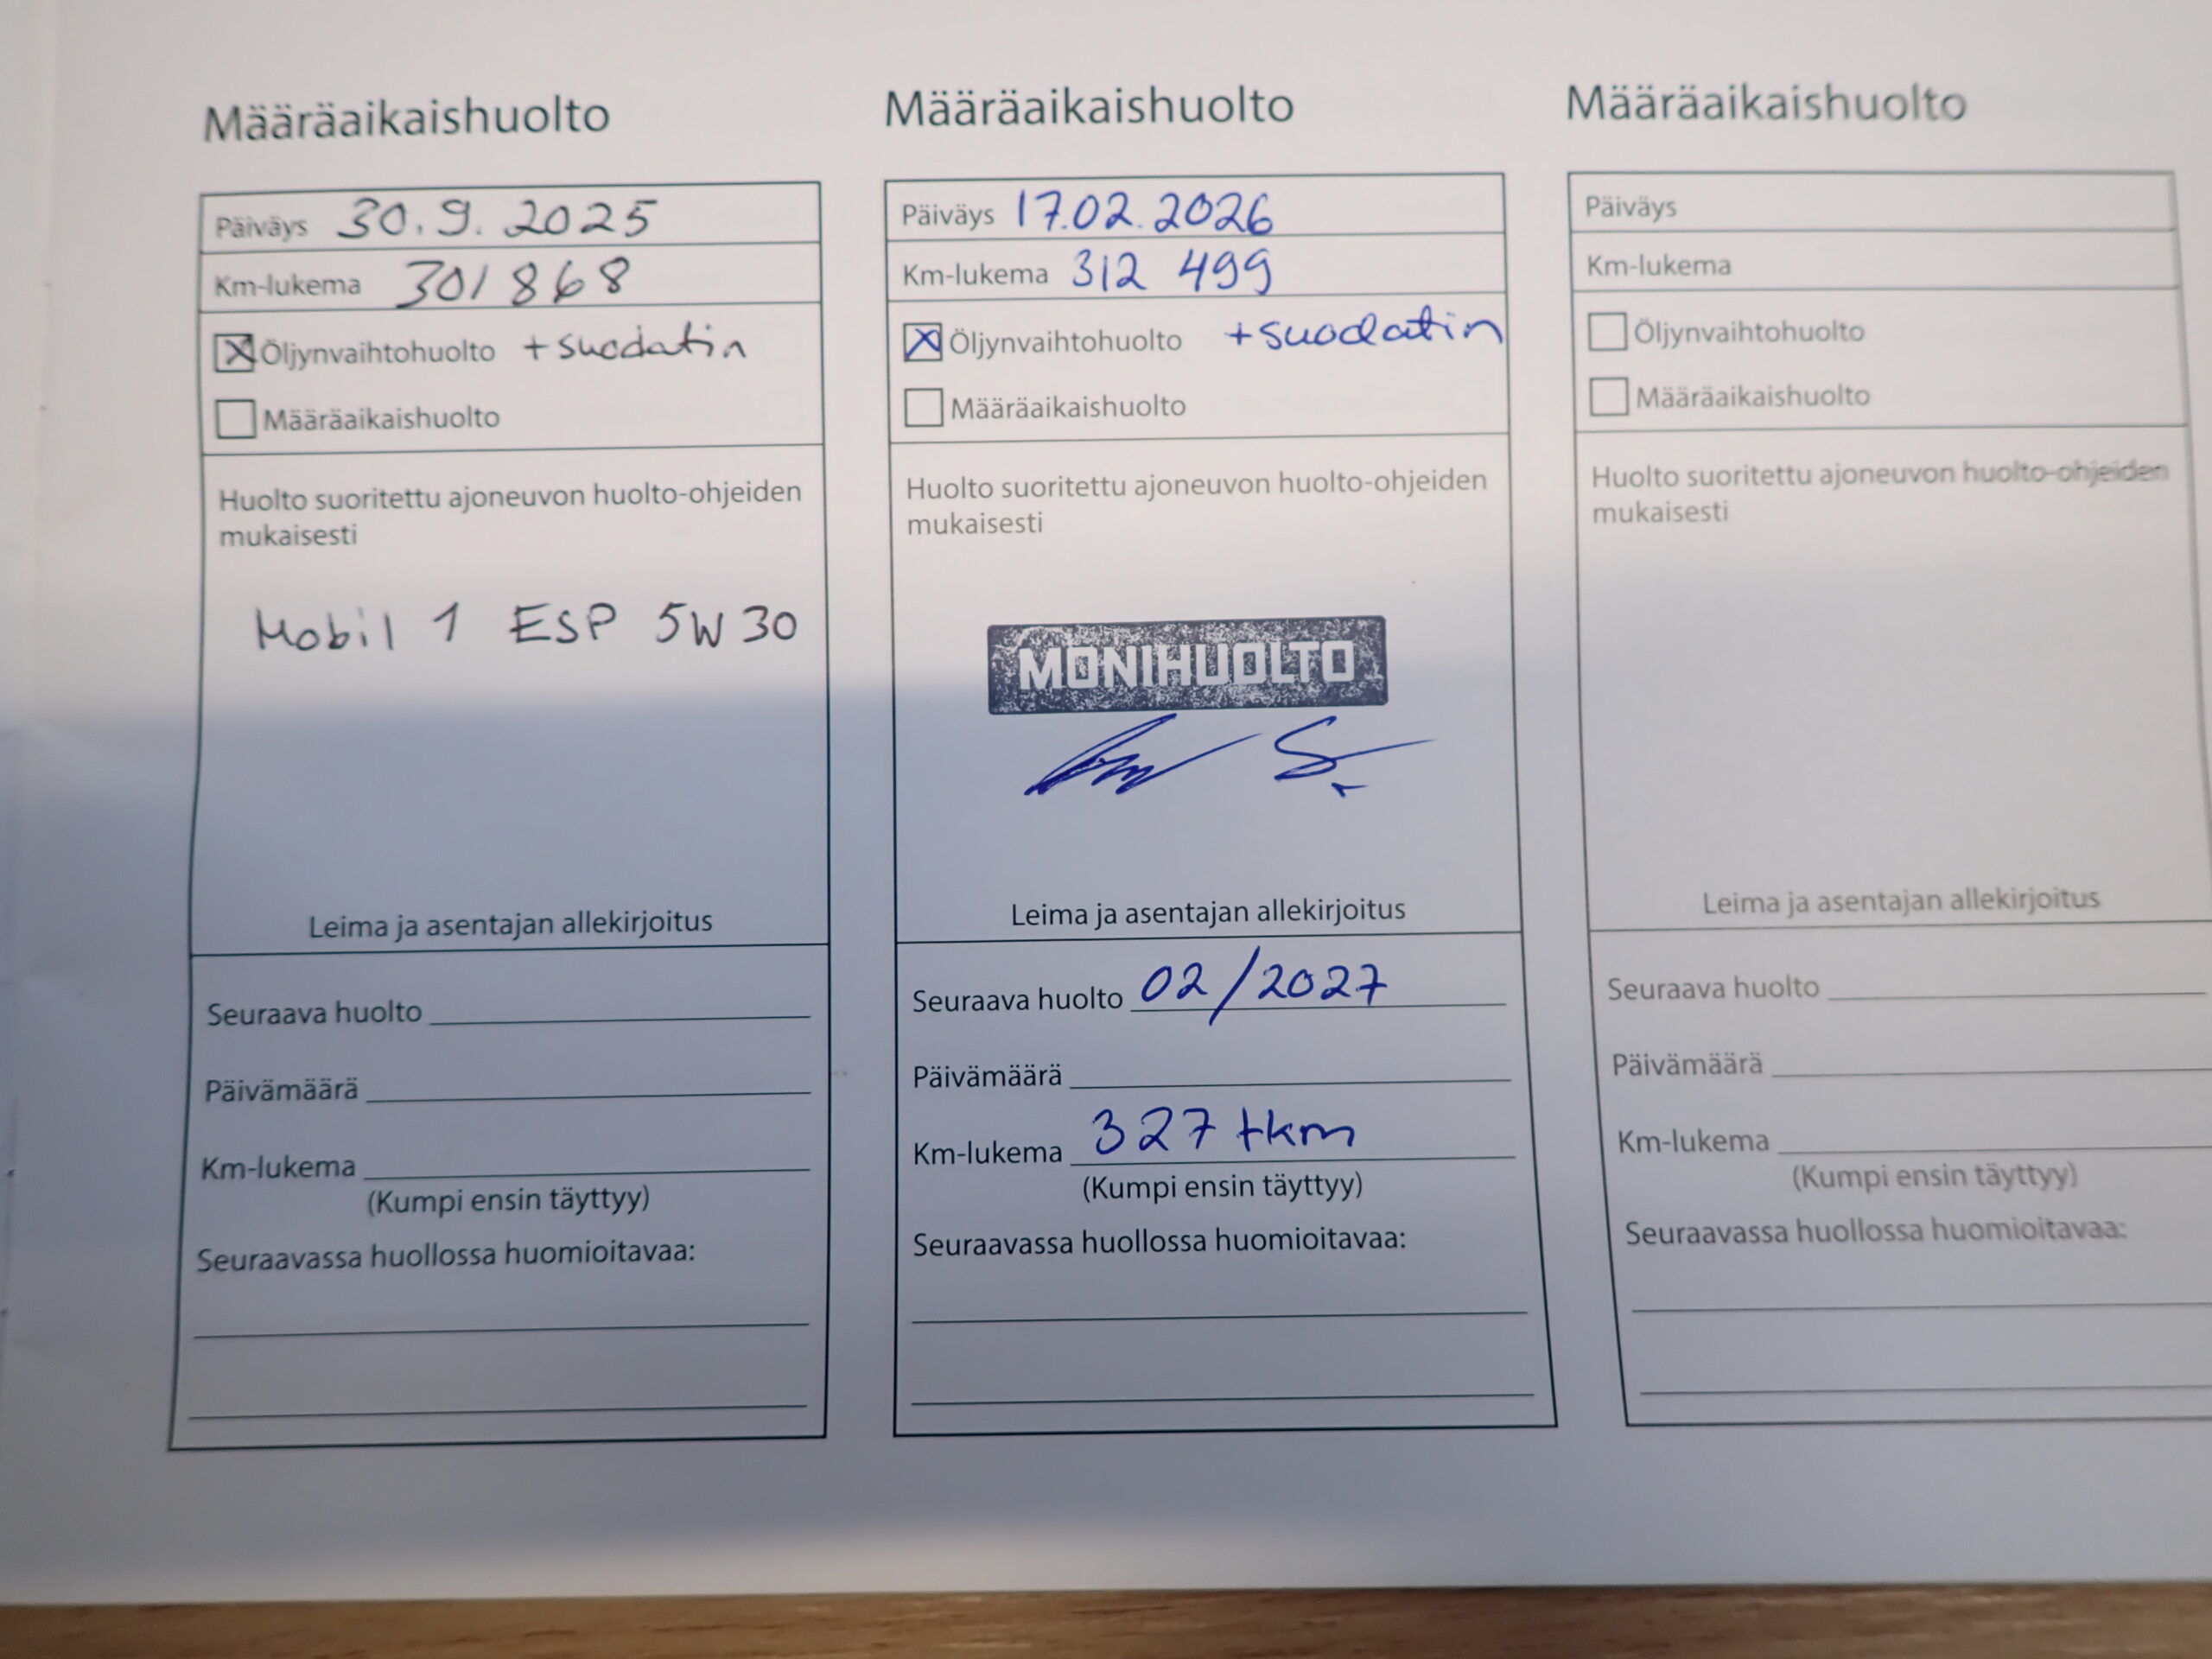 Määräaikaishuolto
Päiväys 30.9.2025
Km-lukema 301 868
☒ Öljynvaihtohuolto + suodatin
☐ Määräaikaishuolto
Huolto suoritettu ajoneuvon huolto-ohjeiden
mukaisesti
Mobil 1 ESP 5W30
Leima ja asentajan allekirjoitus
Seuraava huolto
Päivämäärä
Km-lukema
(Kumpi ensin täyttyy)
Seuraavassa huollossa huomioitavaa:
Määräaikaishuolto
Päiväys 17.02.2026
Km-lukema 312 499
☒ Öljynvaihtohuolto + suodatin
☐ Määräaikaishuolto
Huolto suoritettu ajoneuvon huolto-ohjeiden
mukaisesti
MONIHUOLTO
Leima ja asentajan allekirjoitus
Seuraava huolto 02/2027
Päivämäärä
Km-lukema 327 tkm
(Kumpi ensin täyttyy)
Seuraavassa huollossa huomioitavaa:
Määräaikaishuolto
Päiväys
Km-lukema
☐ Öljynvaihtohuolto
☐ Määräaikaishuolto
Huolto suoritettu ajoneuvon huolto-ohjeiden
mukaisesti
Leima ja asentajan allekirjoitus
Seuraava huolto
Päivämäärä
Km-lukema
(Kumpi ensin täyttyy)
Seuraavassa huollossa huomioitavaa: